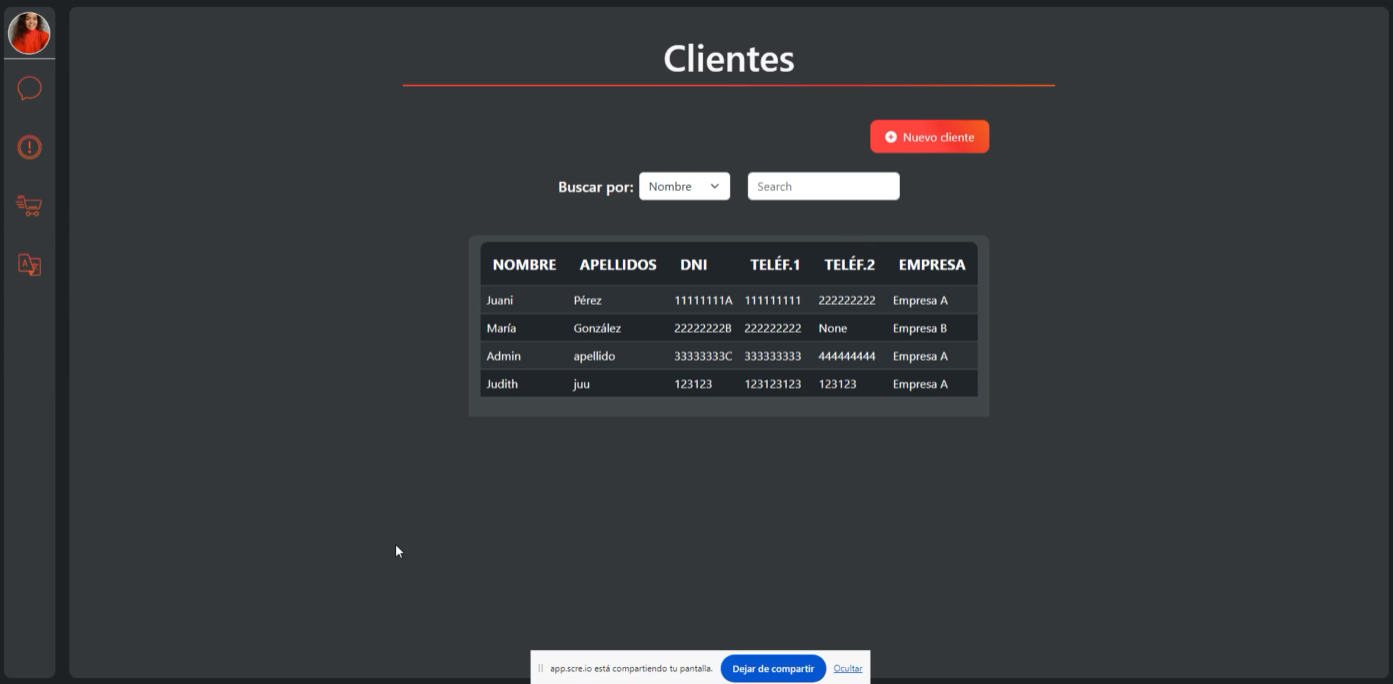 Clientes
Nuevo cliente
Buscar por: Nombre Search
NOMBRE APELLIDOS DNI TELÉF.1 TELÉF.2 EMPRESA
Juani Pérez 11111111A 111111111 222222222 Empresa A
María González 22222222B 222222222 None Empresa B
Admin apellido 33333333C 333333333 444444444 Empresa A
Judith juu 123123 123123123 123123 Empresa A
app.scre.io está compartiendo tu pantalla. Dejar de compartir Ocultar